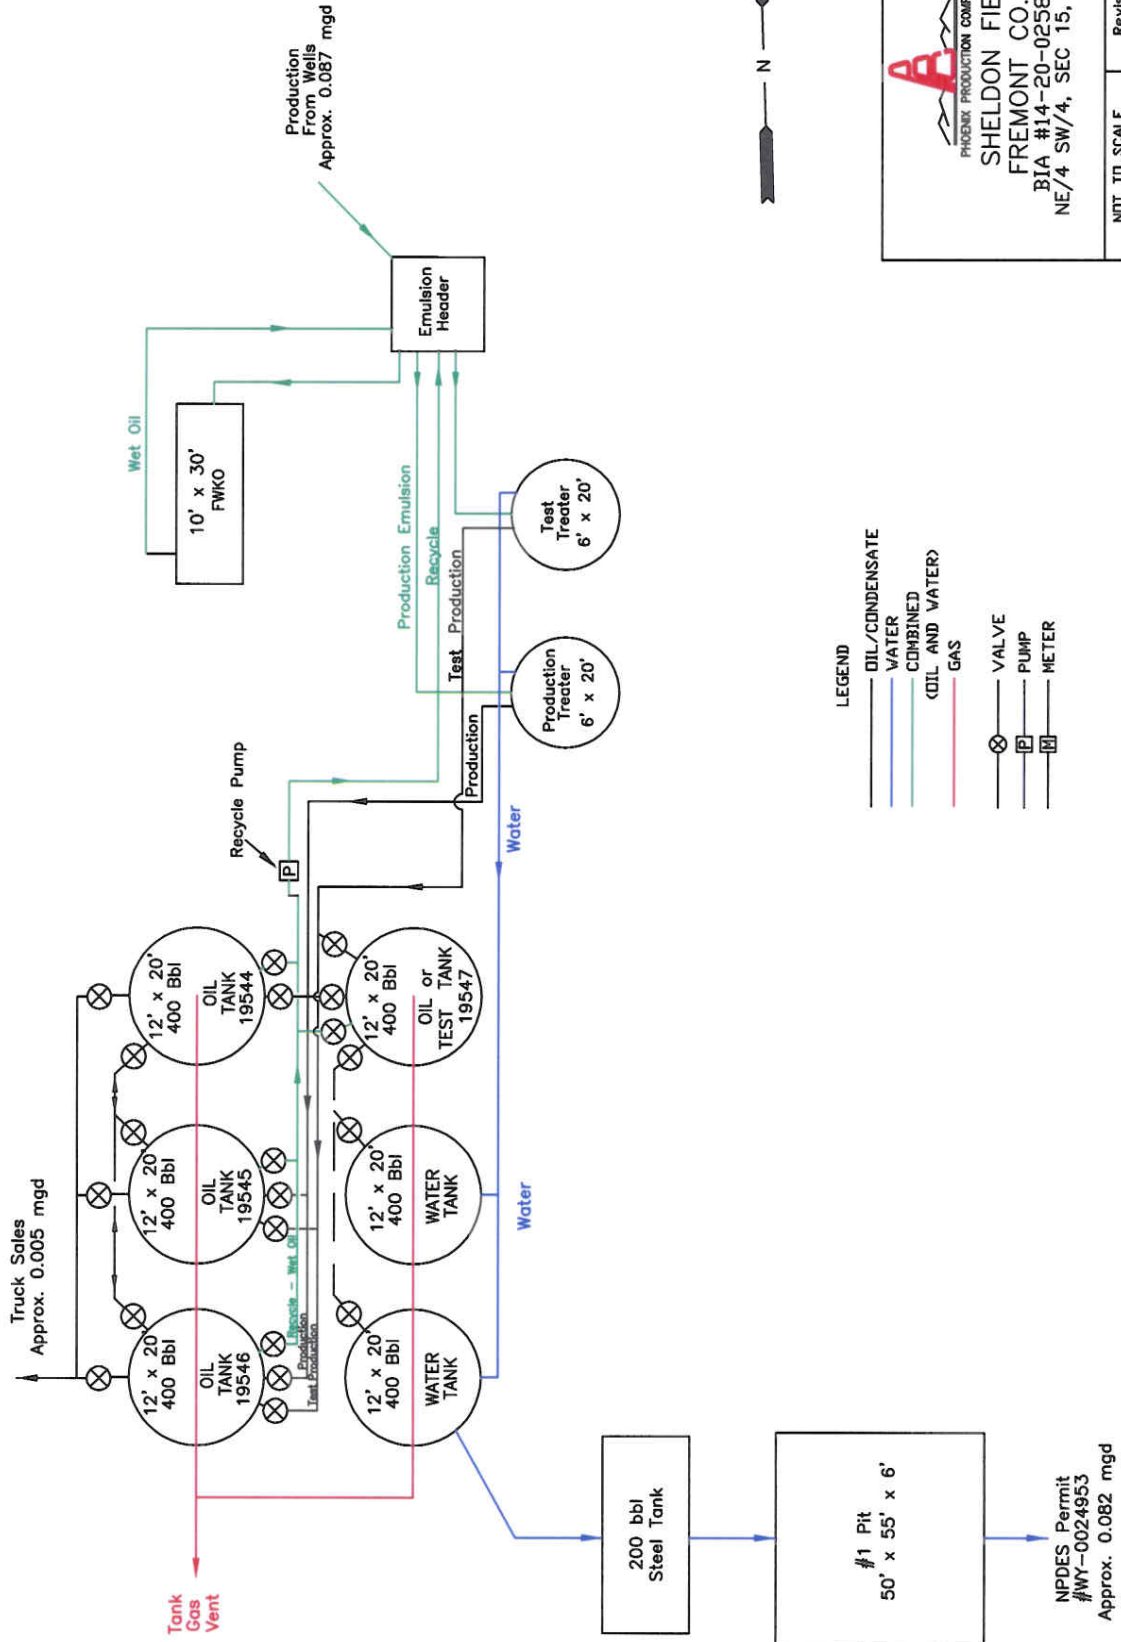 Truck Sales
Approx. 0.005 mgd
Production
From Wells
Approx. 0.087 mgd
Wet Oil
10' x 30'
FWKO
Emulsion
Header
Production Emulsion
Recycle
Test Production
Production
Recycle Pump
P
Test
Treater
6' x 20'
Production
Treater
6' x 20'
Water
12' x 20'
400 Bbl
OIL
TANK
19546
12' x 20'
400 Bbl
OIL
TANK
19545
12' x 20'
400 Bbl
OIL
TANK
19544
Recycle - Wet Oil
Production
Test Production
12' x 20'
400 Bbl
WATER
TANK
12' x 20'
400 Bbl
WATER
TANK
12' x 20'
400 Bbl
OIL or
TEST TANK
19547
Water
Tank
Gas
Vent
200 bbl
Steel Tank
#1 Pit
50' x 55' x 6'
NPDES Permit
#WY-0024953
Approx. 0.082 mgd
LEGEND
OIL/CONDENSATE
WATER
COMBINED
(OIL AND WATER)
GAS
VALVE
P PUMP
M METER
N
PHOENIX PRODUCTION
SHELDON
FREMONT CO.
BIA #14-20-0258
NE/4 SW/4, SEC 15,
NOT TO SCALE